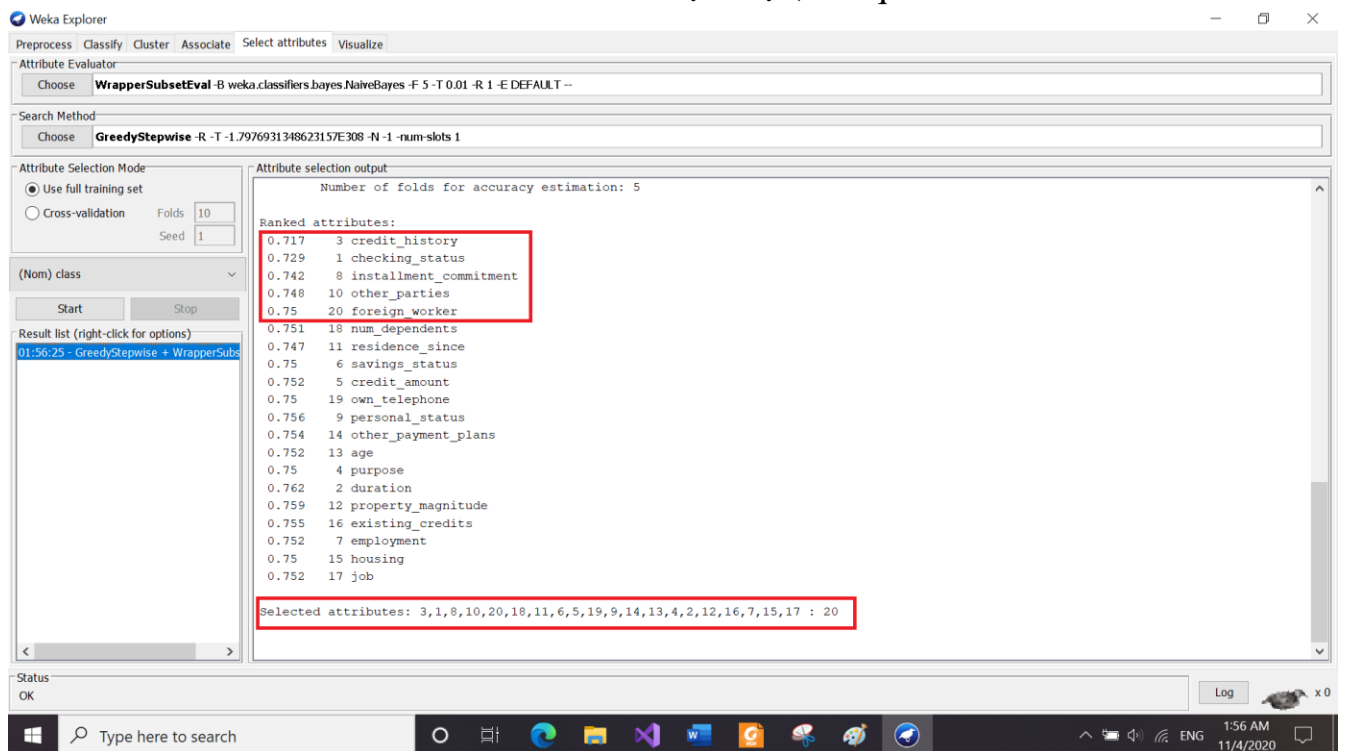 Weka Explorer
Preprocess Classify Cluster Associate Select attributes Visualize
Attribute Evaluator
Choose WrapperSubsetEval -B weka.classifiers.bayes.NaiveBayes -F 5 -T 0.01 -R 1 -E DEFAULT --
Search Method
Choose GreedyStepwise -R -T -1.7976931348623157E308 -N -1 -num-slots 1
Attribute Selection Mode
Use full training set
Cross-validation Folds 10
Seed 1
(Nom) class
Start Stop
Result list (right-click for options)
01:56:25 - GreedyStepwise + WrapperSubs
Attribute selection output
Number of folds for accuracy estimation: 5
Ranked attributes:
0.717 3 credit_history
0.729 1 checking_status
0.742 8 installment_commitment
0.748 10 other_parties
0.75 20 foreign_worker
0.751 18 num_dependents
0.747 11 residence_since
0.75 6 savings_status
0.752 5 credit_amount
0.75 19 own_telephone
0.756 9 personal_status
0.754 14 other_payment_plans
0.752 13 age
0.75 4 purpose
0.762 2 duration
0.759 12 property_magnitude
0.755 16 existing_credits
0.752 7 employment
0.75 15 housing
0.752 17 job
Selected attributes: 3,1,8,10,20,18,11,6,5,19,9,14,13,4,2,12,16,7,15,17 : 20
Status
OK
Log x 0
Type here to search
ENG
1:56 AM
11/4/2020